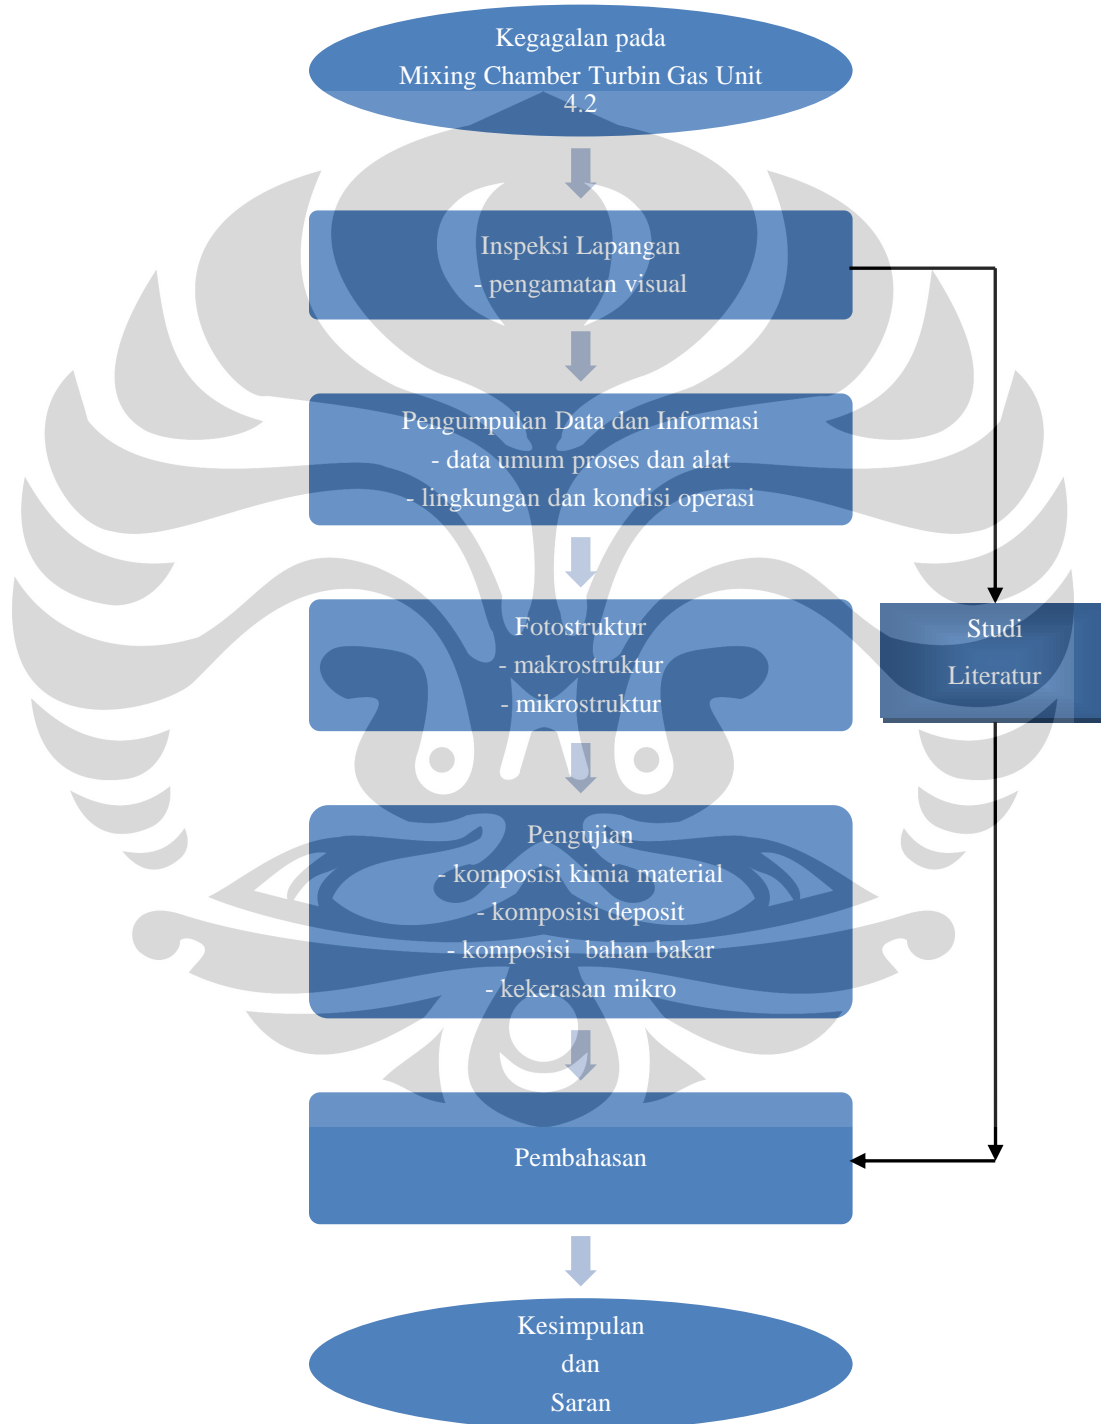 Kegagalan pada
Mixing Chamber Turbin Gas Unit
4.2
Inspeksi Lapangan
- pengamatan visual
Pengumpulan Data dan Informasi
- data umum proses dan alat
- lingkungan dan kondisi operasi
Fotostruktur
- makrostruktur
- mikrostruktur
Studi
Literatur
Pengujian
- komposisi kimia material
- komposisi deposit
- komposisi  bahan bakar
- kekerasan mikro
Pembahasan
Kesimpulan
dan
Saran